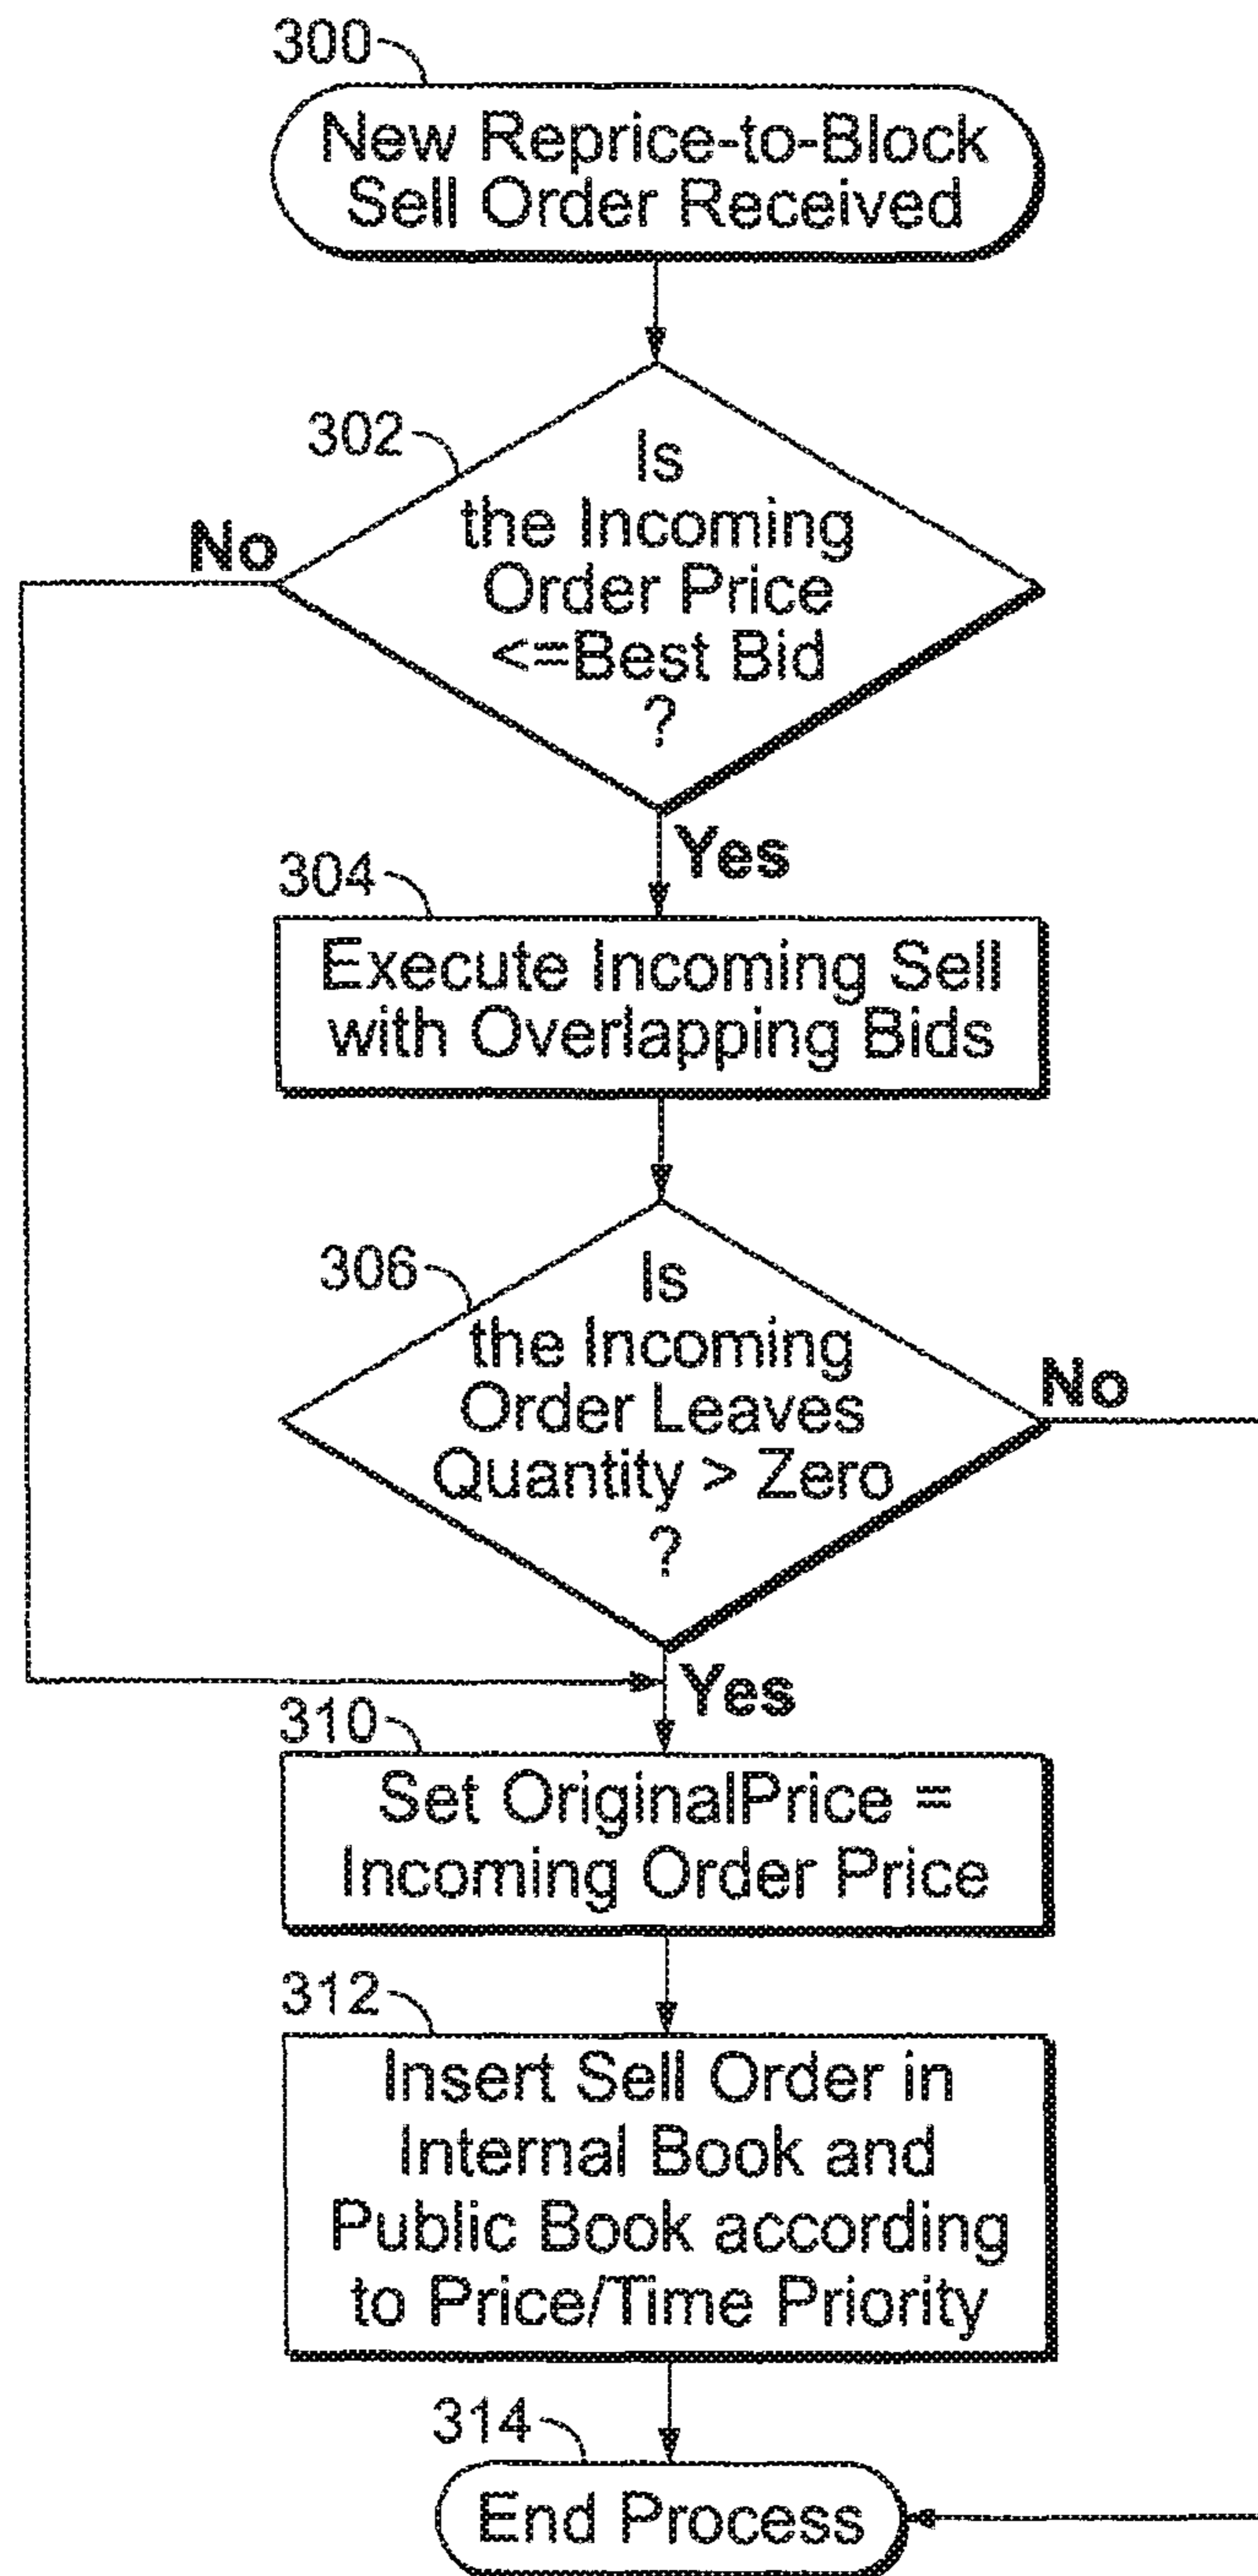 300
New Reprice-to-Block
Sell Order Received
302
Is
the Incoming
Order Price
<=Best Bid
?
No
Yes
304
Execute Incoming Sell
with Overlapping Bids
306
Is
the Incoming
Order Leaves
Quantity > Zero
?
No
Yes
310
Set OriginalPrice =
Incoming Order Price
312
Insert Sell Order in
Internal Book and
Public Book according
to Price/Time Priority
314
End Process